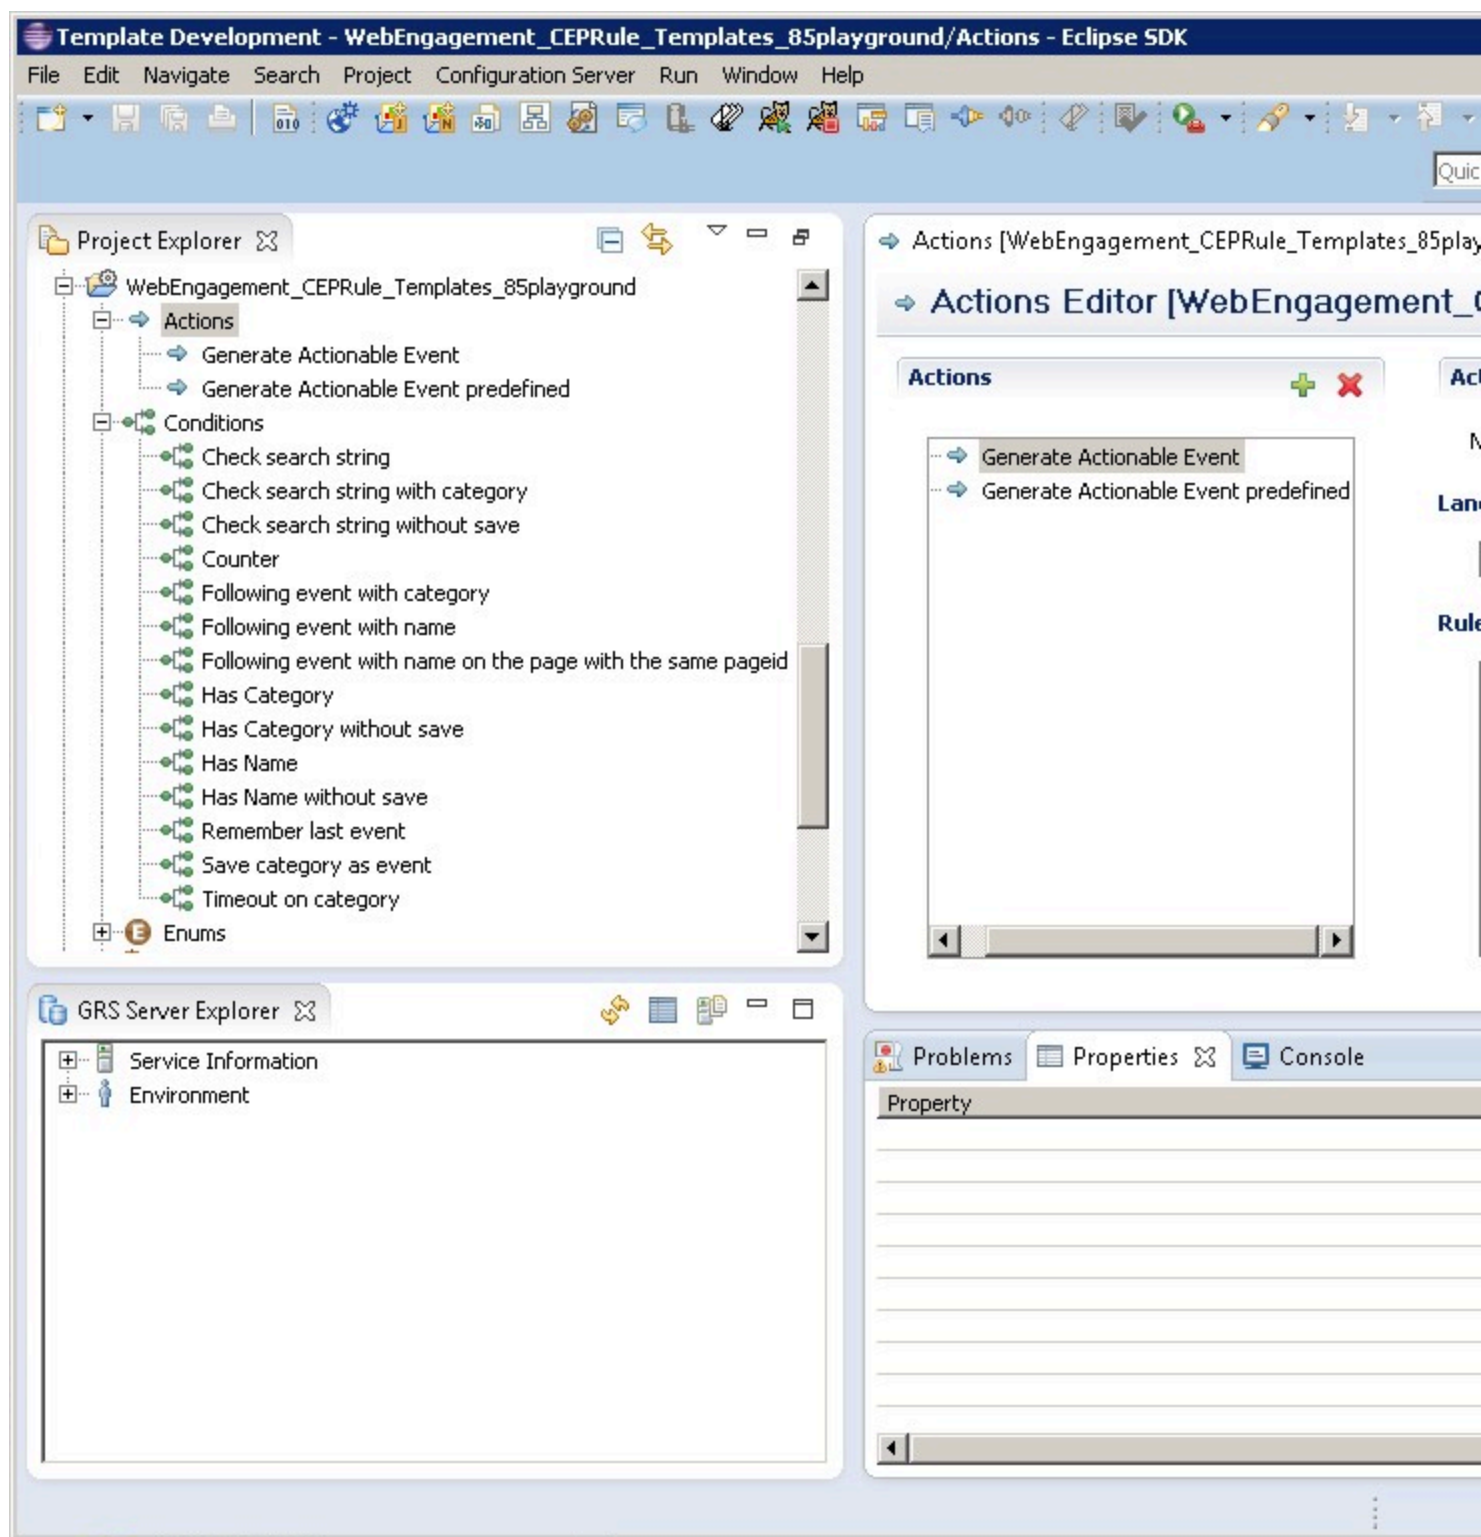 Template Development - WebEngagement_CEPRule_Templates_85playground/Actions - Eclipse SDK
File Edit Navigate Search Project Configuration Server Run Window Help
010
Quic
Project Explorer
WebEngagement_CEPRule_Templates_85playground
Actions
Generate Actionable Event
Generate Actionable Event predefined
Conditions
Check search string
Check search string with category
Check search string without save
Counter
Following event with category
Following event with name
Following event with name on the page with the same pageid
Has Category
Has Category without save
Has Name
Has Name without save
Remember last event
Save category as event
Timeout on category
E Enums
Actions [WebEngagement_CEPRule_Templates_85play
Actions Editor [WebEngagement_
Actions
Generate Actionable Event
Generate Actionable Event predefined
Act
Lang
Rule
GRS Server Explorer
Service Information
Environment
Problems Properties Console
Property